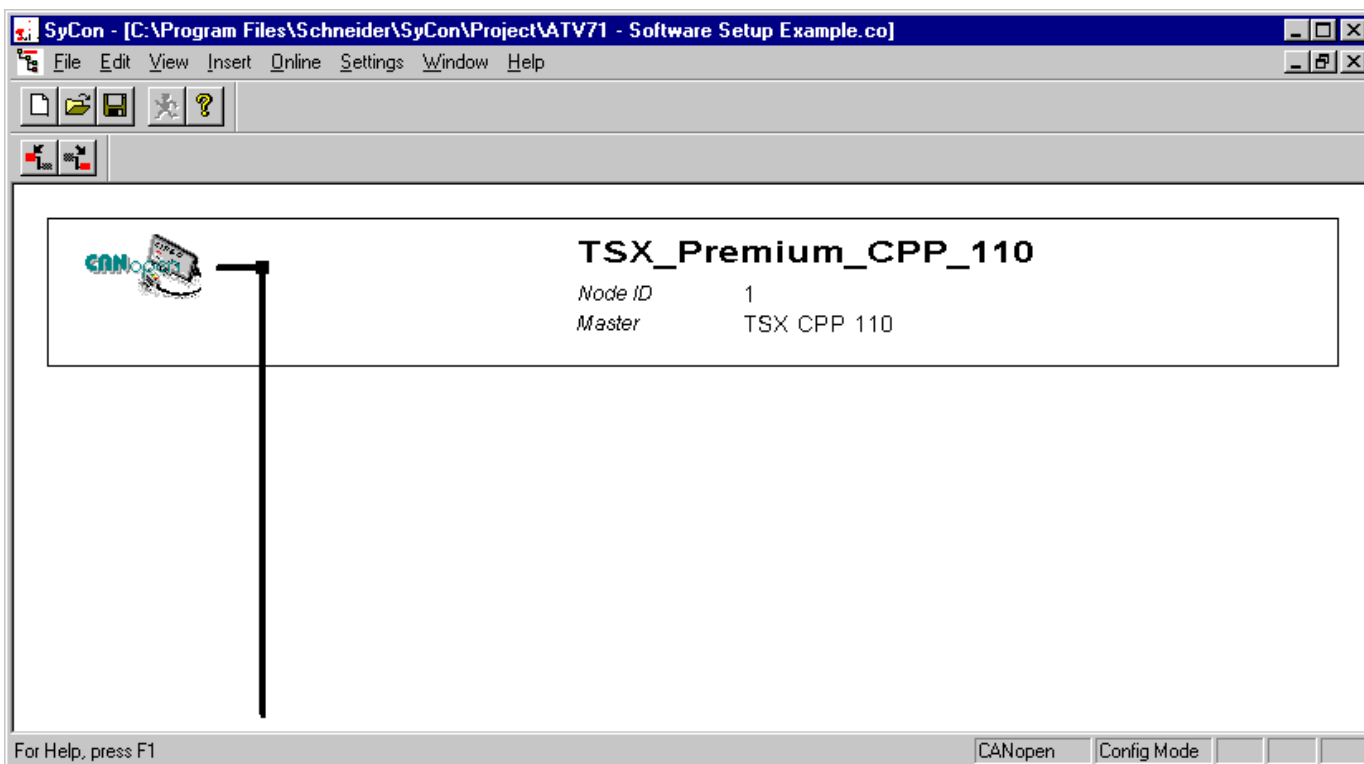 SyCon - [C:\Program Files\Schneider\SyCon\Project\ATV71 - Software Setup Example.co]
File Edit View Insert Online Settings Window Help
CANopen
TSX_Premium_CPP_110
Node ID 1
Master TSX CPP 110
For Help, press F1 CANopen Config Mode